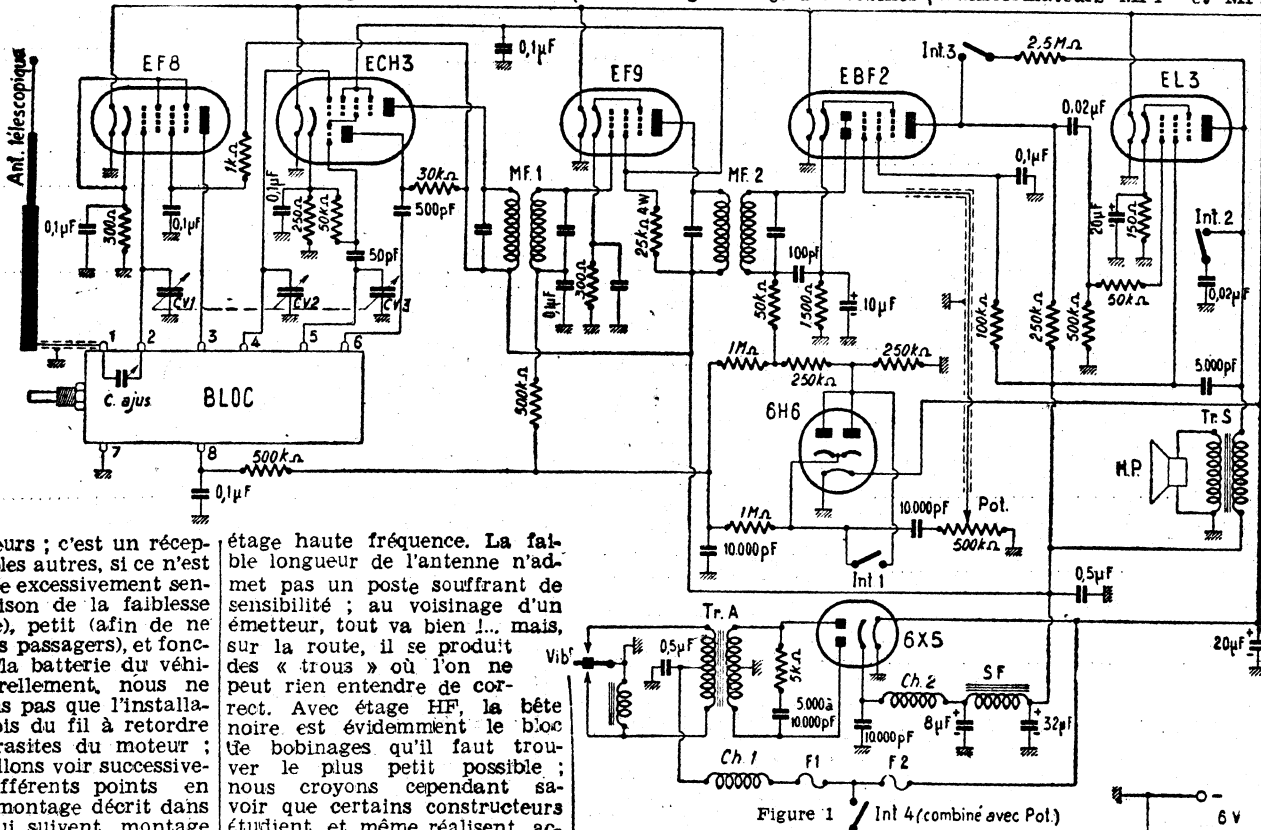 EF8
ECH3
0,1µF
EF9
EBF2
Int.3
2,5MΩ
EL3
Ant. télescopique
0,1µF
300Ω
0,1µF
1kΩ
0,1µF
250Ω
50kΩ
30kΩ
500pF
50pF
MF.1
0,1µF
300Ω
25kΩ 4W
MF.2
100pF
50kΩ
1500Ω
10µF
0,02µF
0,1µF
20µF
150Ω
Int.2
0,02µF
50kΩ
100kΩ
250kΩ
500kΩ
5.000pF
CV1
CV2
CV3
1
2
3
4
5
6
C. ajus.
BLOC
7
8
500kΩ
0,1µF
500kΩ
1MΩ
250kΩ
250kΩ
6H6
1MΩ
10.000pF
10.000pF
Pot.
500kΩ
Int 1
Tr.S
H.P.
0,5µF
20µF
Tr. A
Vibr
0,5µF
5kΩ
5.000à
10.000pF
6X5
10.000pF
Ch.2
SF
8µF
32µF
Ch.1
F1
F2
Figure 1
Int 4 (combiné avec Pot.)
-
6 V
eurs ; c'est un récep-
les autres, si ce n'est
e excessivement sen-
ison de la faiblesse
e), petit (afin de ne
s passagers), et fonc-
la batterie du véhi-
rellement, nous ne
s pas que l'installa-
ois du fil à retordre
rasites du moteur ;
llons voir successive-
fférents points en
montage décrit dans
ui suivent, montage
étage haute fréquence. La fai-
ble longueur de l'antenne n'ad-
met pas un poste souffrant de
sensibilité ; au voisinage d'un
émetteur, tout va bien !... mais,
sur la route, il se produit
des « trous » où l'on ne
peut rien entendre de cor-
rect. Avec étage HF, la bête
noire est évidemment le bloc
de bobinages qu'il faut trou-
ver le plus petit possible ;
nous croyons cependant sa-
voir que certains constructeurs
étudient et même réalisent ac-